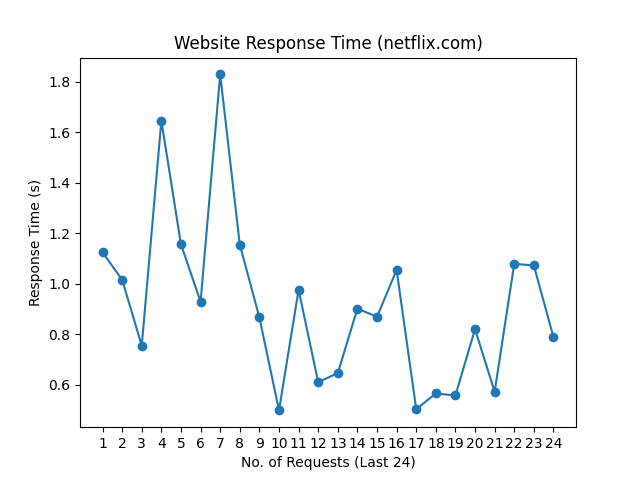 Website Response Time (netflix.com)
Response Time (s)
1.8
1.6
1.4
1.2
1.0
0.8
0.6
1 2 3 4 5 6 7 8 9 10 11 12 13 14 15 16 17 18 19 20 21 22 23 24
No. of Requests (Last 24)